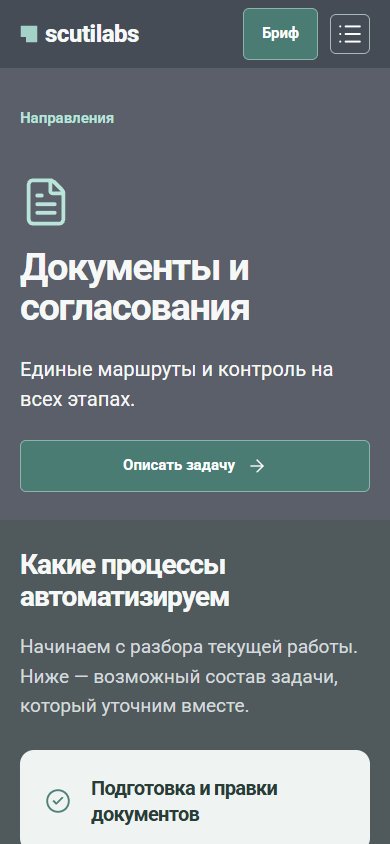 scutilabs
Бриф
Направления
Документы и
согласования
Единые маршруты и контроль на
всех этапах.
Описать задачу
Какие процессы
автоматизируем
Начинаем с разбора текущей работы.
Ниже — возможный состав задачи,
который уточним вместе.
Подготовка и правки
документов